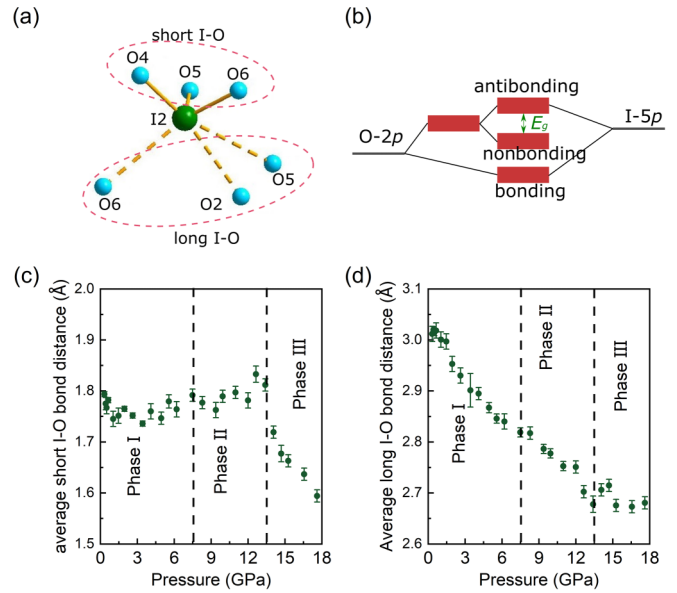 (a)
short I-O
O4
O5
O6
I2
O6
O2
O5
long I-O
(b)
antibonding
O-2p
Eg
I-5p
nonbonding
bonding
(c)
average short I-O bond distance (Å)
2.0
1.9
1.8
1.7
1.6
1.5
Phase I
Phase II
Phase III
0 3 6 9 12 15 18
Pressure (GPa)
(d)
Average long I-O bond distance (Å)
3.1
3.0
2.9
2.8
2.7
2.6
Phase I
Phase II
Phase III
0 3 6 9 12 15 18
Pressure (GPa)